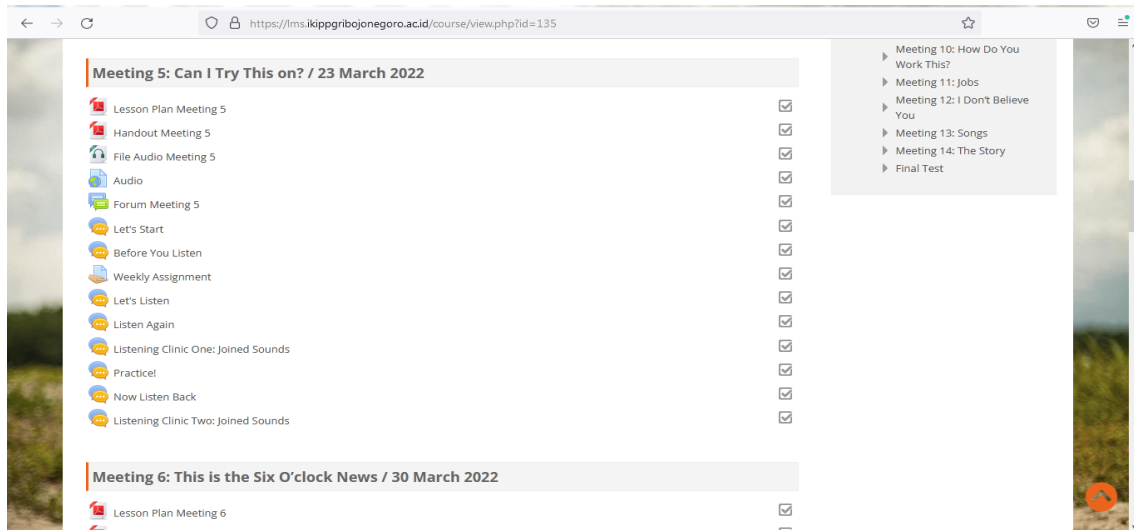 https://lms.ikippgribojonegoro.ac.id/course/view.php?id=135
Meeting 5: Can I Try This on? / 23 March 2022
Lesson Plan Meeting 5
Handout Meeting 5
File Audio Meeting 5
Audio
Forum Meeting 5
Let's Start
Before You Listen
Weekly Assignment
Let's Listen
Listen Again
Listening Clinic One: Joined Sounds
Practice!
Now Listen Back
Listening Clinic Two: Joined Sounds
Meeting 6: This is the Six O’clock News / 30 March 2022
Lesson Plan Meeting 6
Meeting 10: How Do You
Work This?
Meeting 11: Jobs
Meeting 12: I Don’t Believe
You
Meeting 13: Songs
Meeting 14: The Story
Final Test